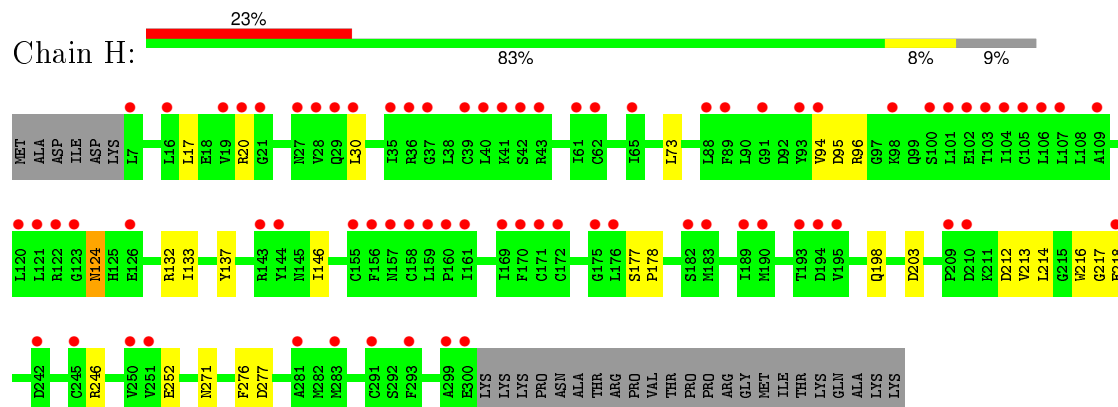 23%
Chain H:
83% 8% 9%
MET ALA ASP ILE ASP LYS L7 L16 L17 E18 V19 R20 G21 N27 V28 Q29 L30 I35 R36 G37 L38 C39 L40 K41 S42 R43 I61 C62 I65 L73 L88 F89 L90 G91 D92 Y93 V94 D95 R96 G97 K98 Q99 S100 L101 E102 T103 I104 C105 L106 L107 L108 A109
L120 L121 R122 G123 N124 H125 E126 R132 I133 Y137 R143 Y144 N145 I146 C155 F156 N157 C158 L159 P160 I161 I169 F170 C171 C172 G175 L176 S177 P178 S182 M183 I189 M190 T193 D194 V195 Q198 D203 P209 D210 K211 D212 V213 L214 G215 W216 G217 E218
D242 C245 R246 V250 V251 E252 N271 F276 D277 A281 M282 M283 C291 S292 F293 A299 E300 LYS LYS LYS PRO ASN ALA THR ARG PRO VAL THR PRO PRO ARG GLY MET ILE THR LYS GLN ALA LYS LYS